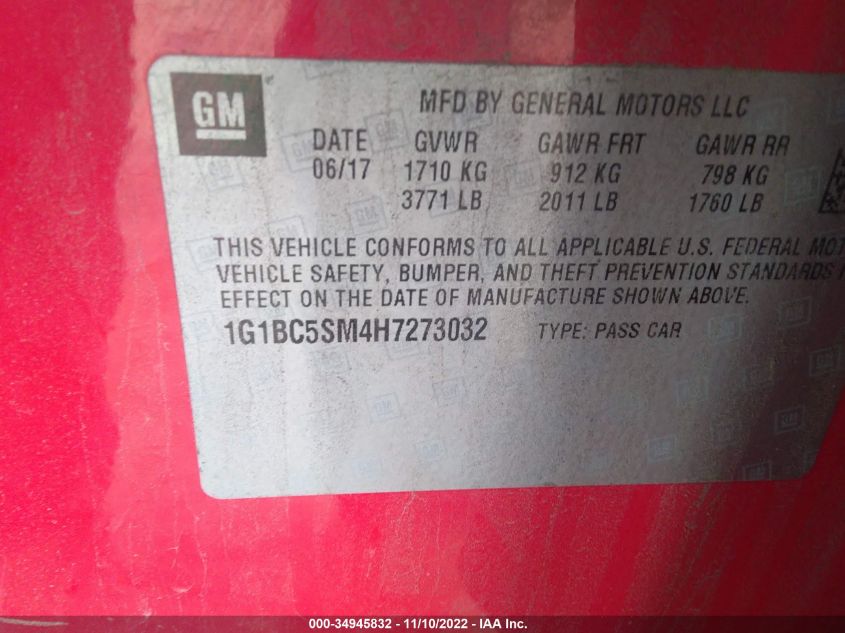 GM
MFD BY GENERAL MOTORS LLC
DATE GVWR GAWR FRT GAWR RR
06/17 1710 KG 912 KG 798 KG
3771 LB 2011 LB 1760 LB
THIS VEHICLE CONFORMS TO ALL APPLICABLE U.S. FEDERAL MOT
VEHICLE SAFETY, BUMPER, AND THEFT PREVENTION STANDARDS
EFFECT ON THE DATE OF MANUFACTURE SHOWN ABOVE.
1G1BC5SM4H7273032 TYPE: PASS CAR
000-34945832 - 11/10/2022 - IAA Inc.